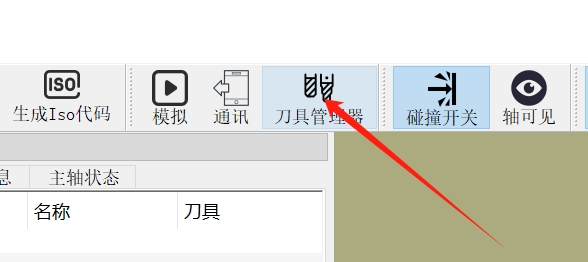 ISO
生成Iso代码
模拟
通讯
刀具管理器
碰撞开关
轴可见
息
主轴状态
名称
刀具